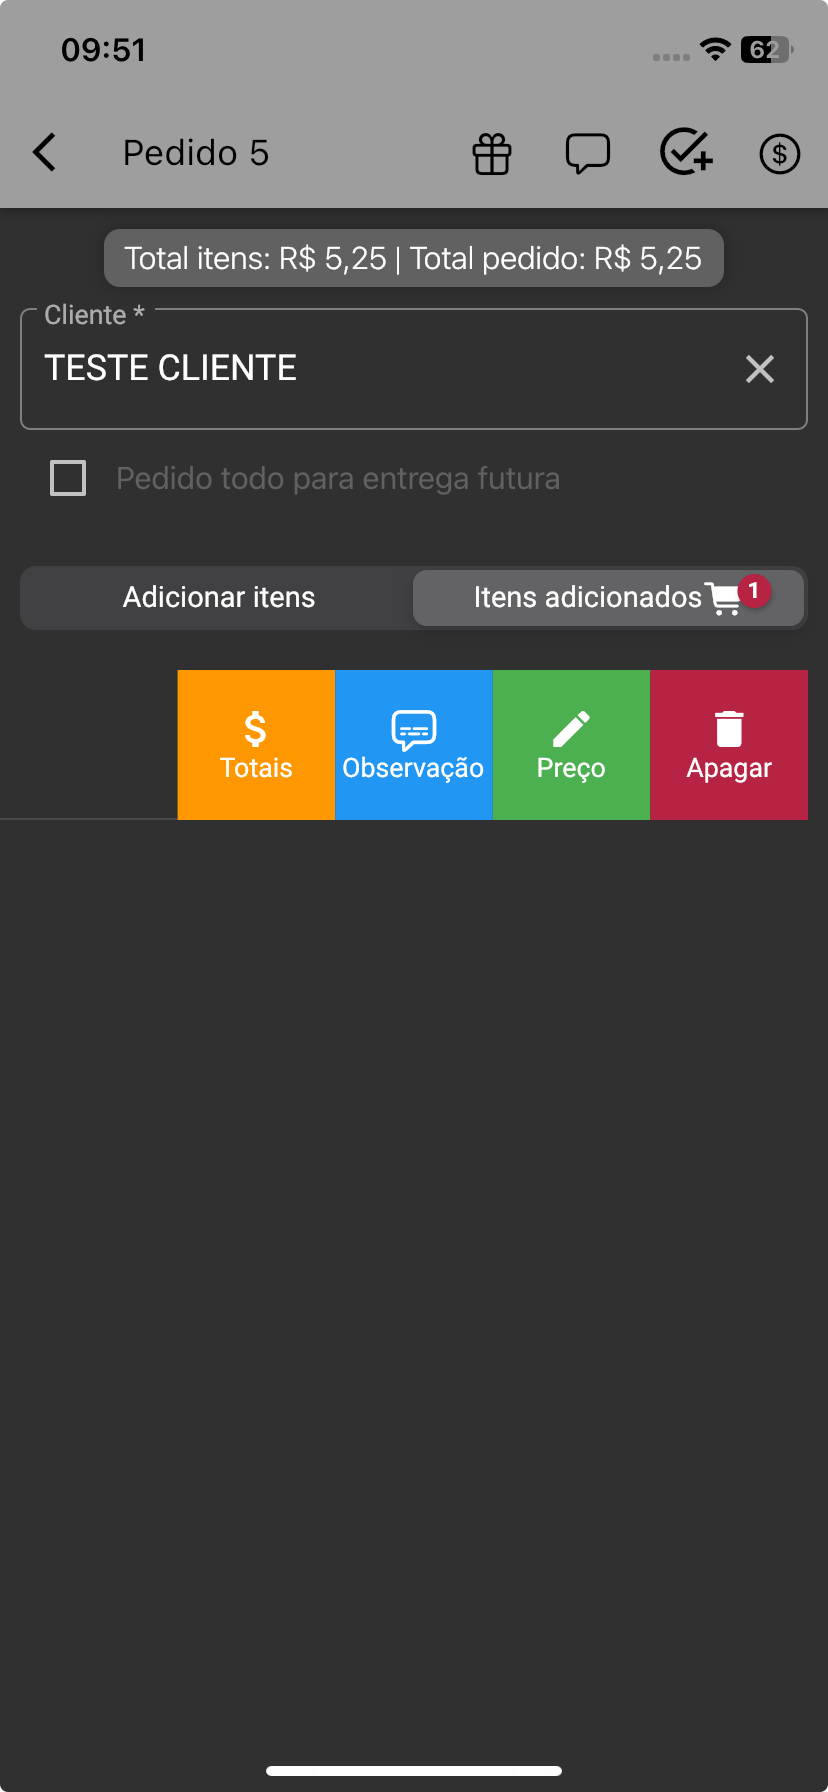 09:51
62
Pedido 5
Total itens: R$ 5,25 | Total pedido: R$ 5,25
Cliente *
TESTE CLIENTE
Pedido todo para entrega futura
Adicionar itens
Itens adicionados 1
$ Totais
Observação
Preço
Apagar